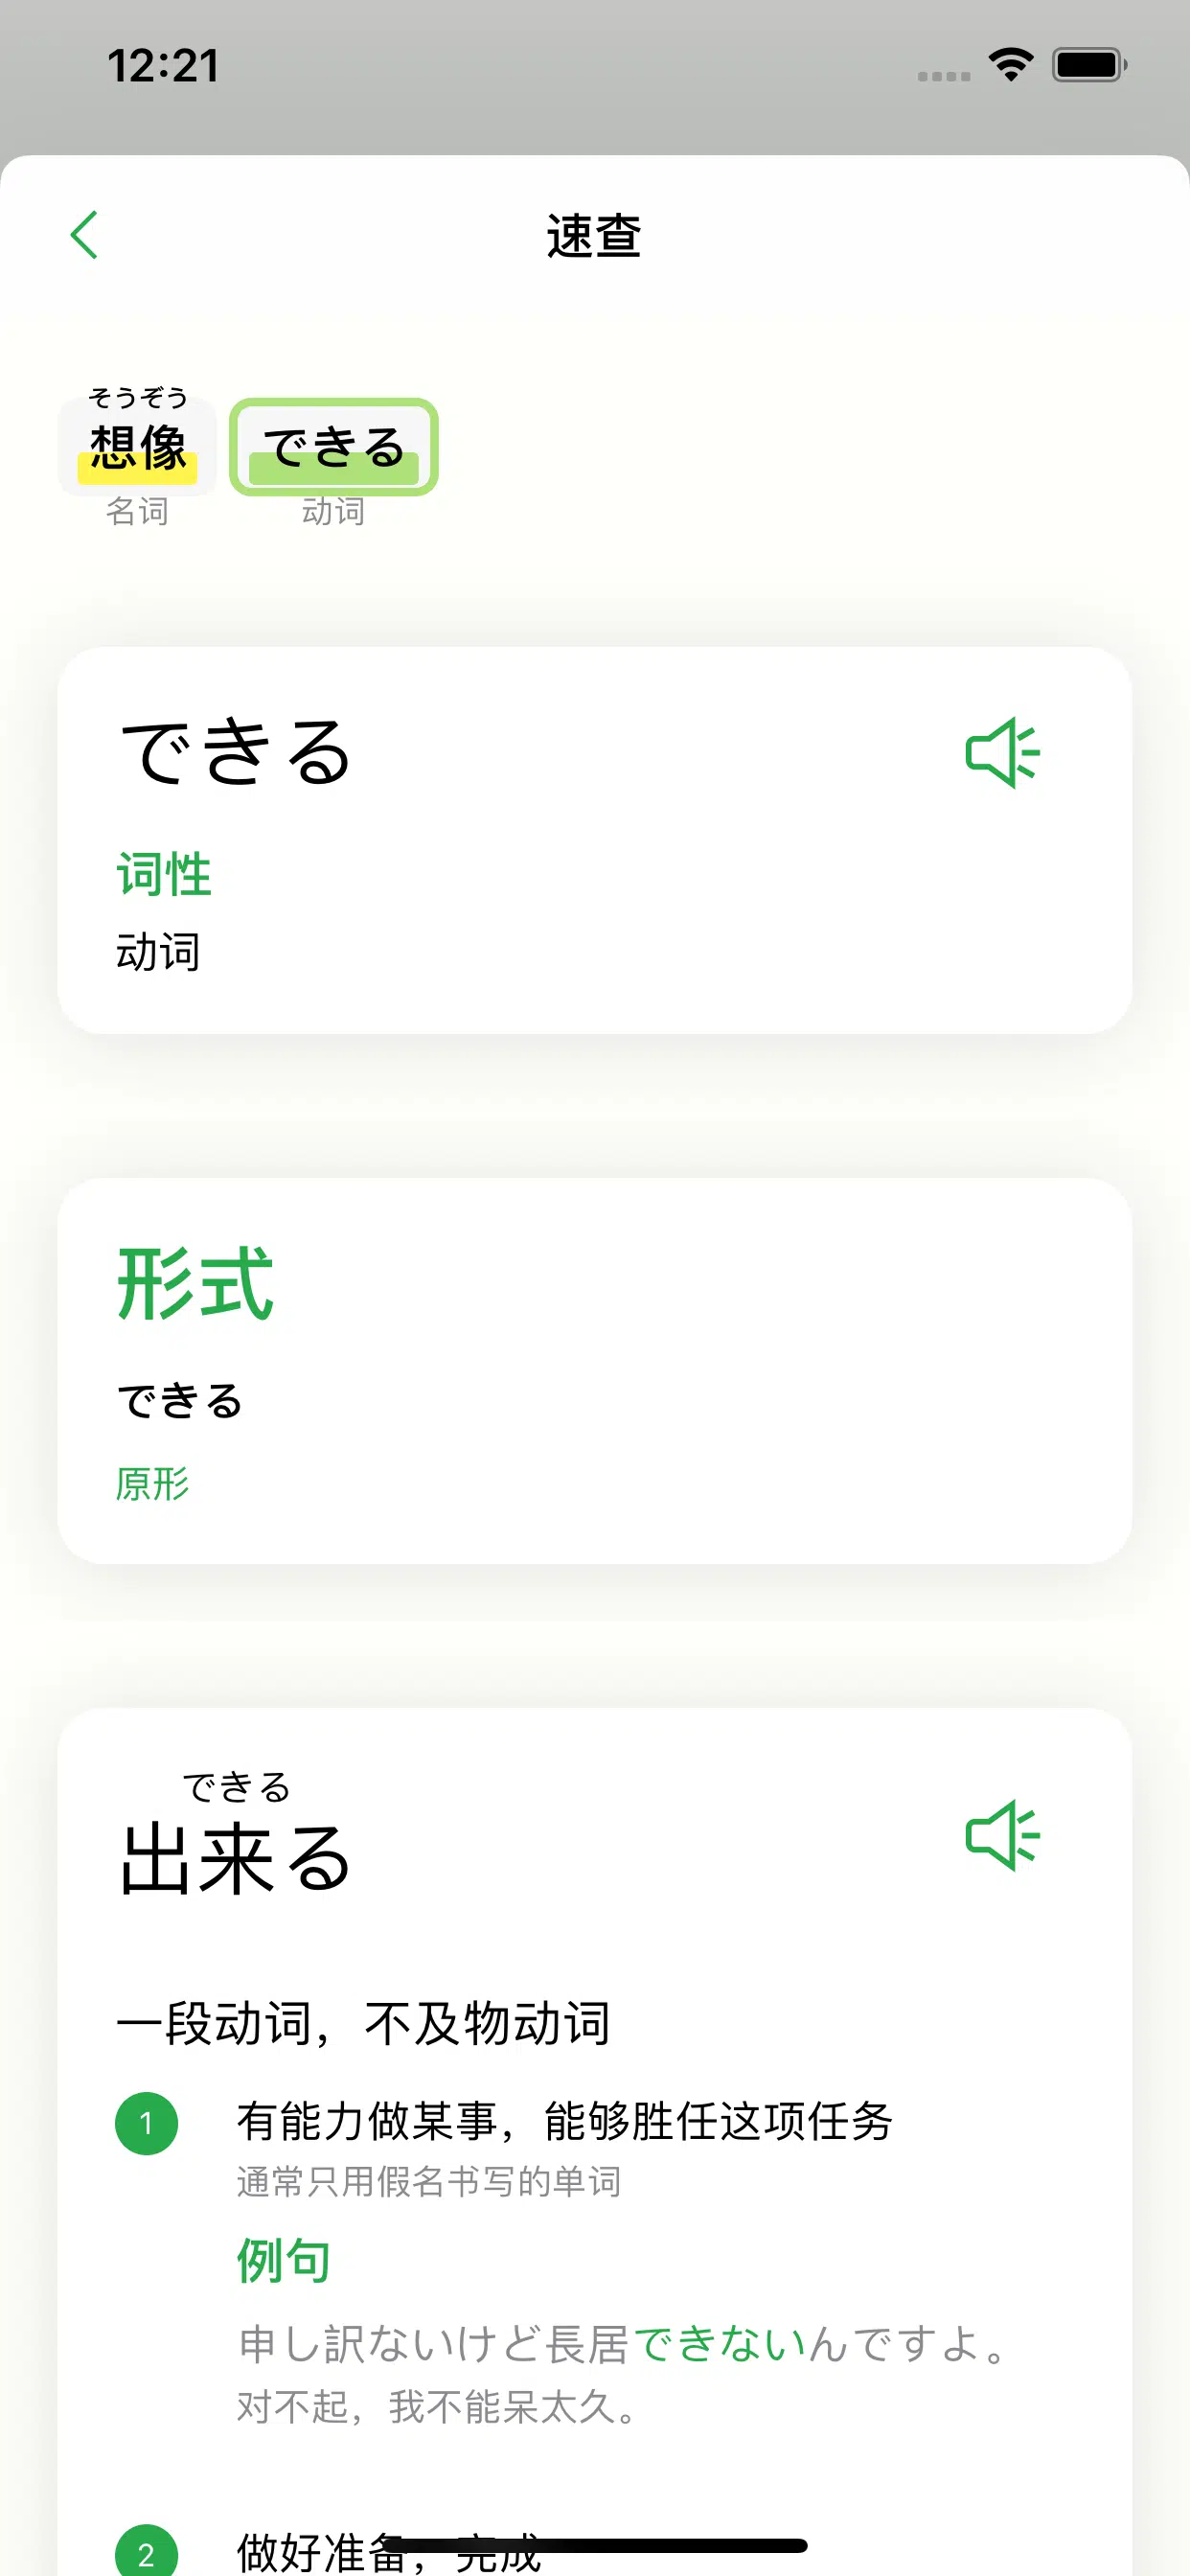 12:21
速查
そうぞう
想像 できる
名词 动词
できる
词性
动词
形式
できる
原形
できる
出来る
一段动词，不及物动词
1 有能力做某事，能够胜任这项任务
通常只用假名书写的单词
例句
申し訳ないけど長居できないんですよ。
对不起，我不能呆太久。
2 做好准备，完成